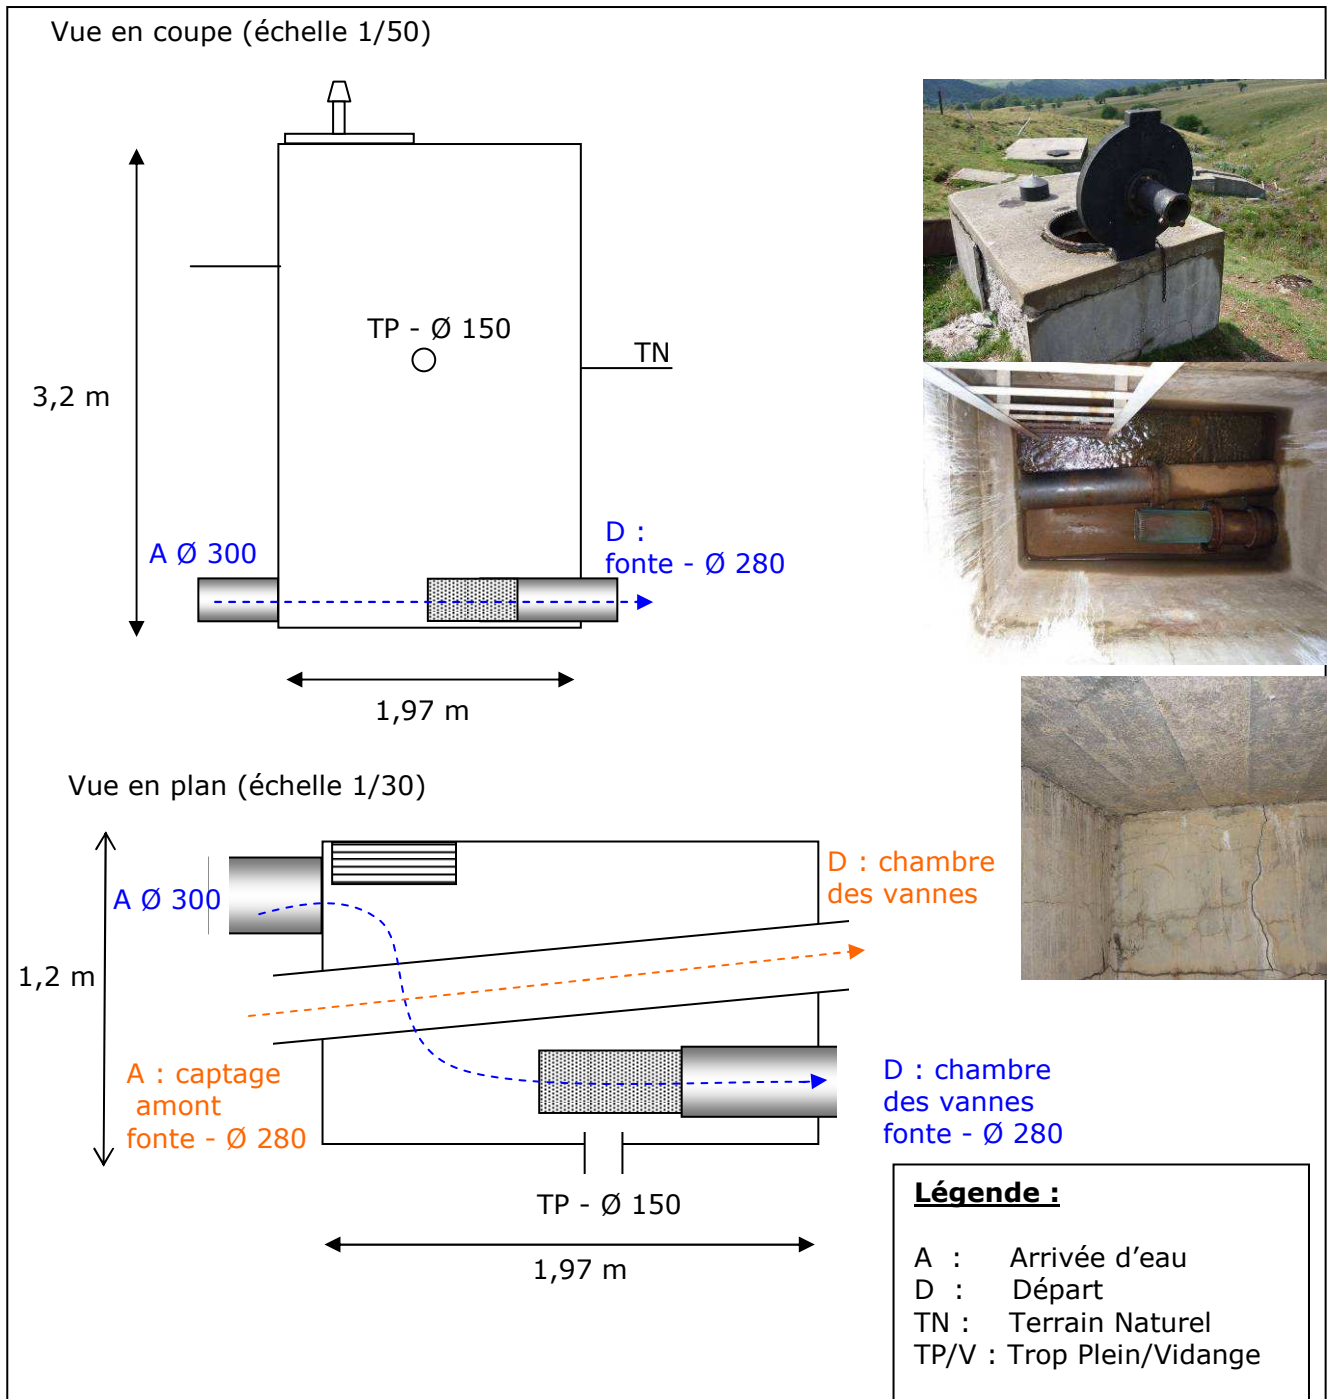 Vue en coupe (échelle 1/50)
TP - Ø 150
TN
3,2 m
A Ø 300
D :
fonte - Ø 280
1,97 m
Vue en plan (échelle 1/30)
A Ø 300
D : chambre
des vannes
1,2 m
A : captage
amont
fonte - Ø 280
D : chambre
des vannes
fonte - Ø 280
TP - Ø 150
1,97 m
Légende :
A : Arrivée d'eau
D : Départ
TN : Terrain Naturel
TP/V : Trop Plein/Vidange